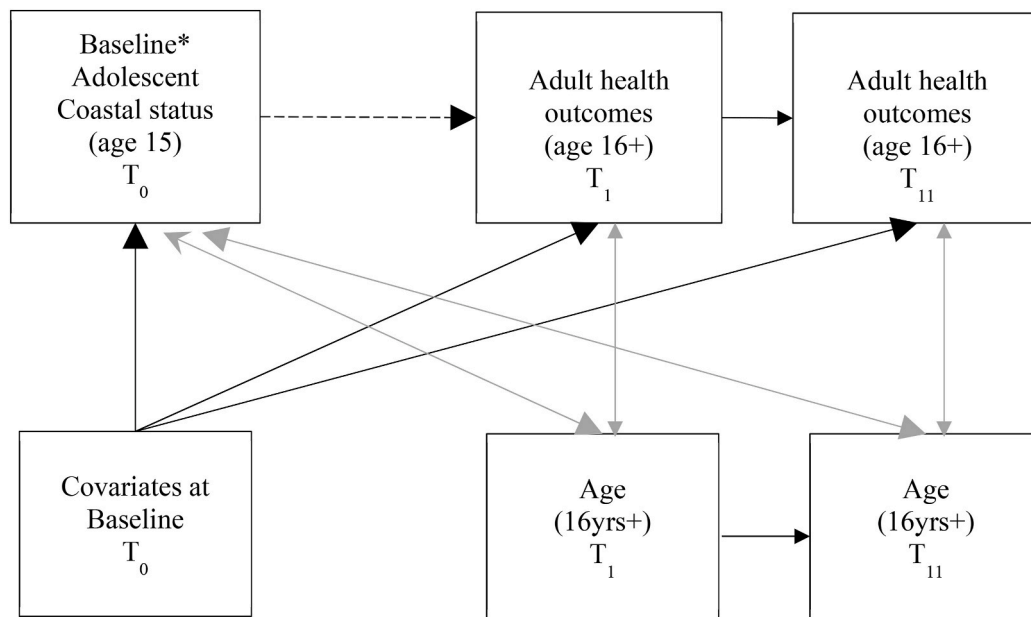 Baseline*
Adolescent
Coastal status
(age 15)
T₀
Adult health
outcomes
(age 16+)
T₁
Adult health
outcomes
(age 16+)
T₁₁
Covariates at
Baseline
T₀
Age
(16yrs+)
T₁
Age
(16yrs+)
T₁₁